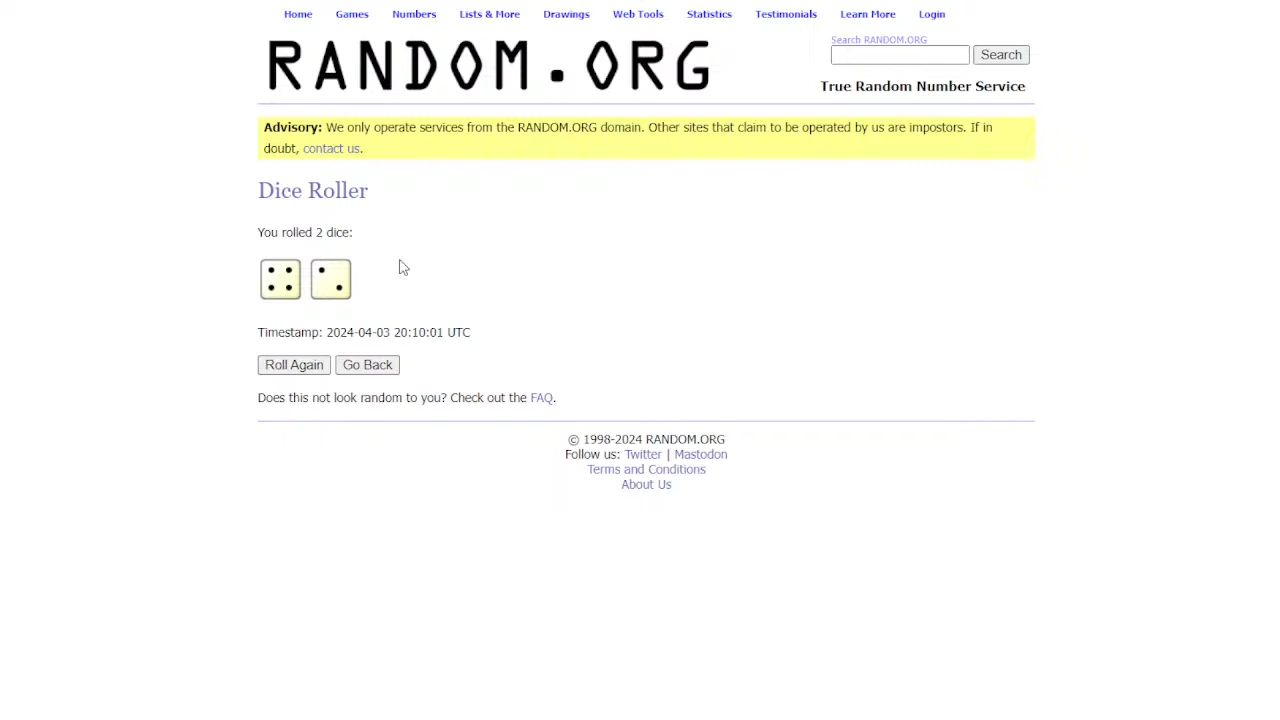 Home Games Numbers Lists & More Drawings Web Tools Statistics Testimonials Learn More Login
RANDOM.ORG
Search RANDOM.ORG
Search
True Random Number Service
Advisory: We only operate services from the RANDOM.ORG domain. Other sites that claim to be operated by us are impostors. If in
doubt, contact us.
Dice Roller
You rolled 2 dice:
Timestamp: 2024-04-03 20:10:01 UTC
Roll Again Go Back
Does this not look random to you? Check out the FAQ.
© 1998-2024 RANDOM.ORG
Follow us: Twitter | Mastodon
Terms and Conditions
About Us